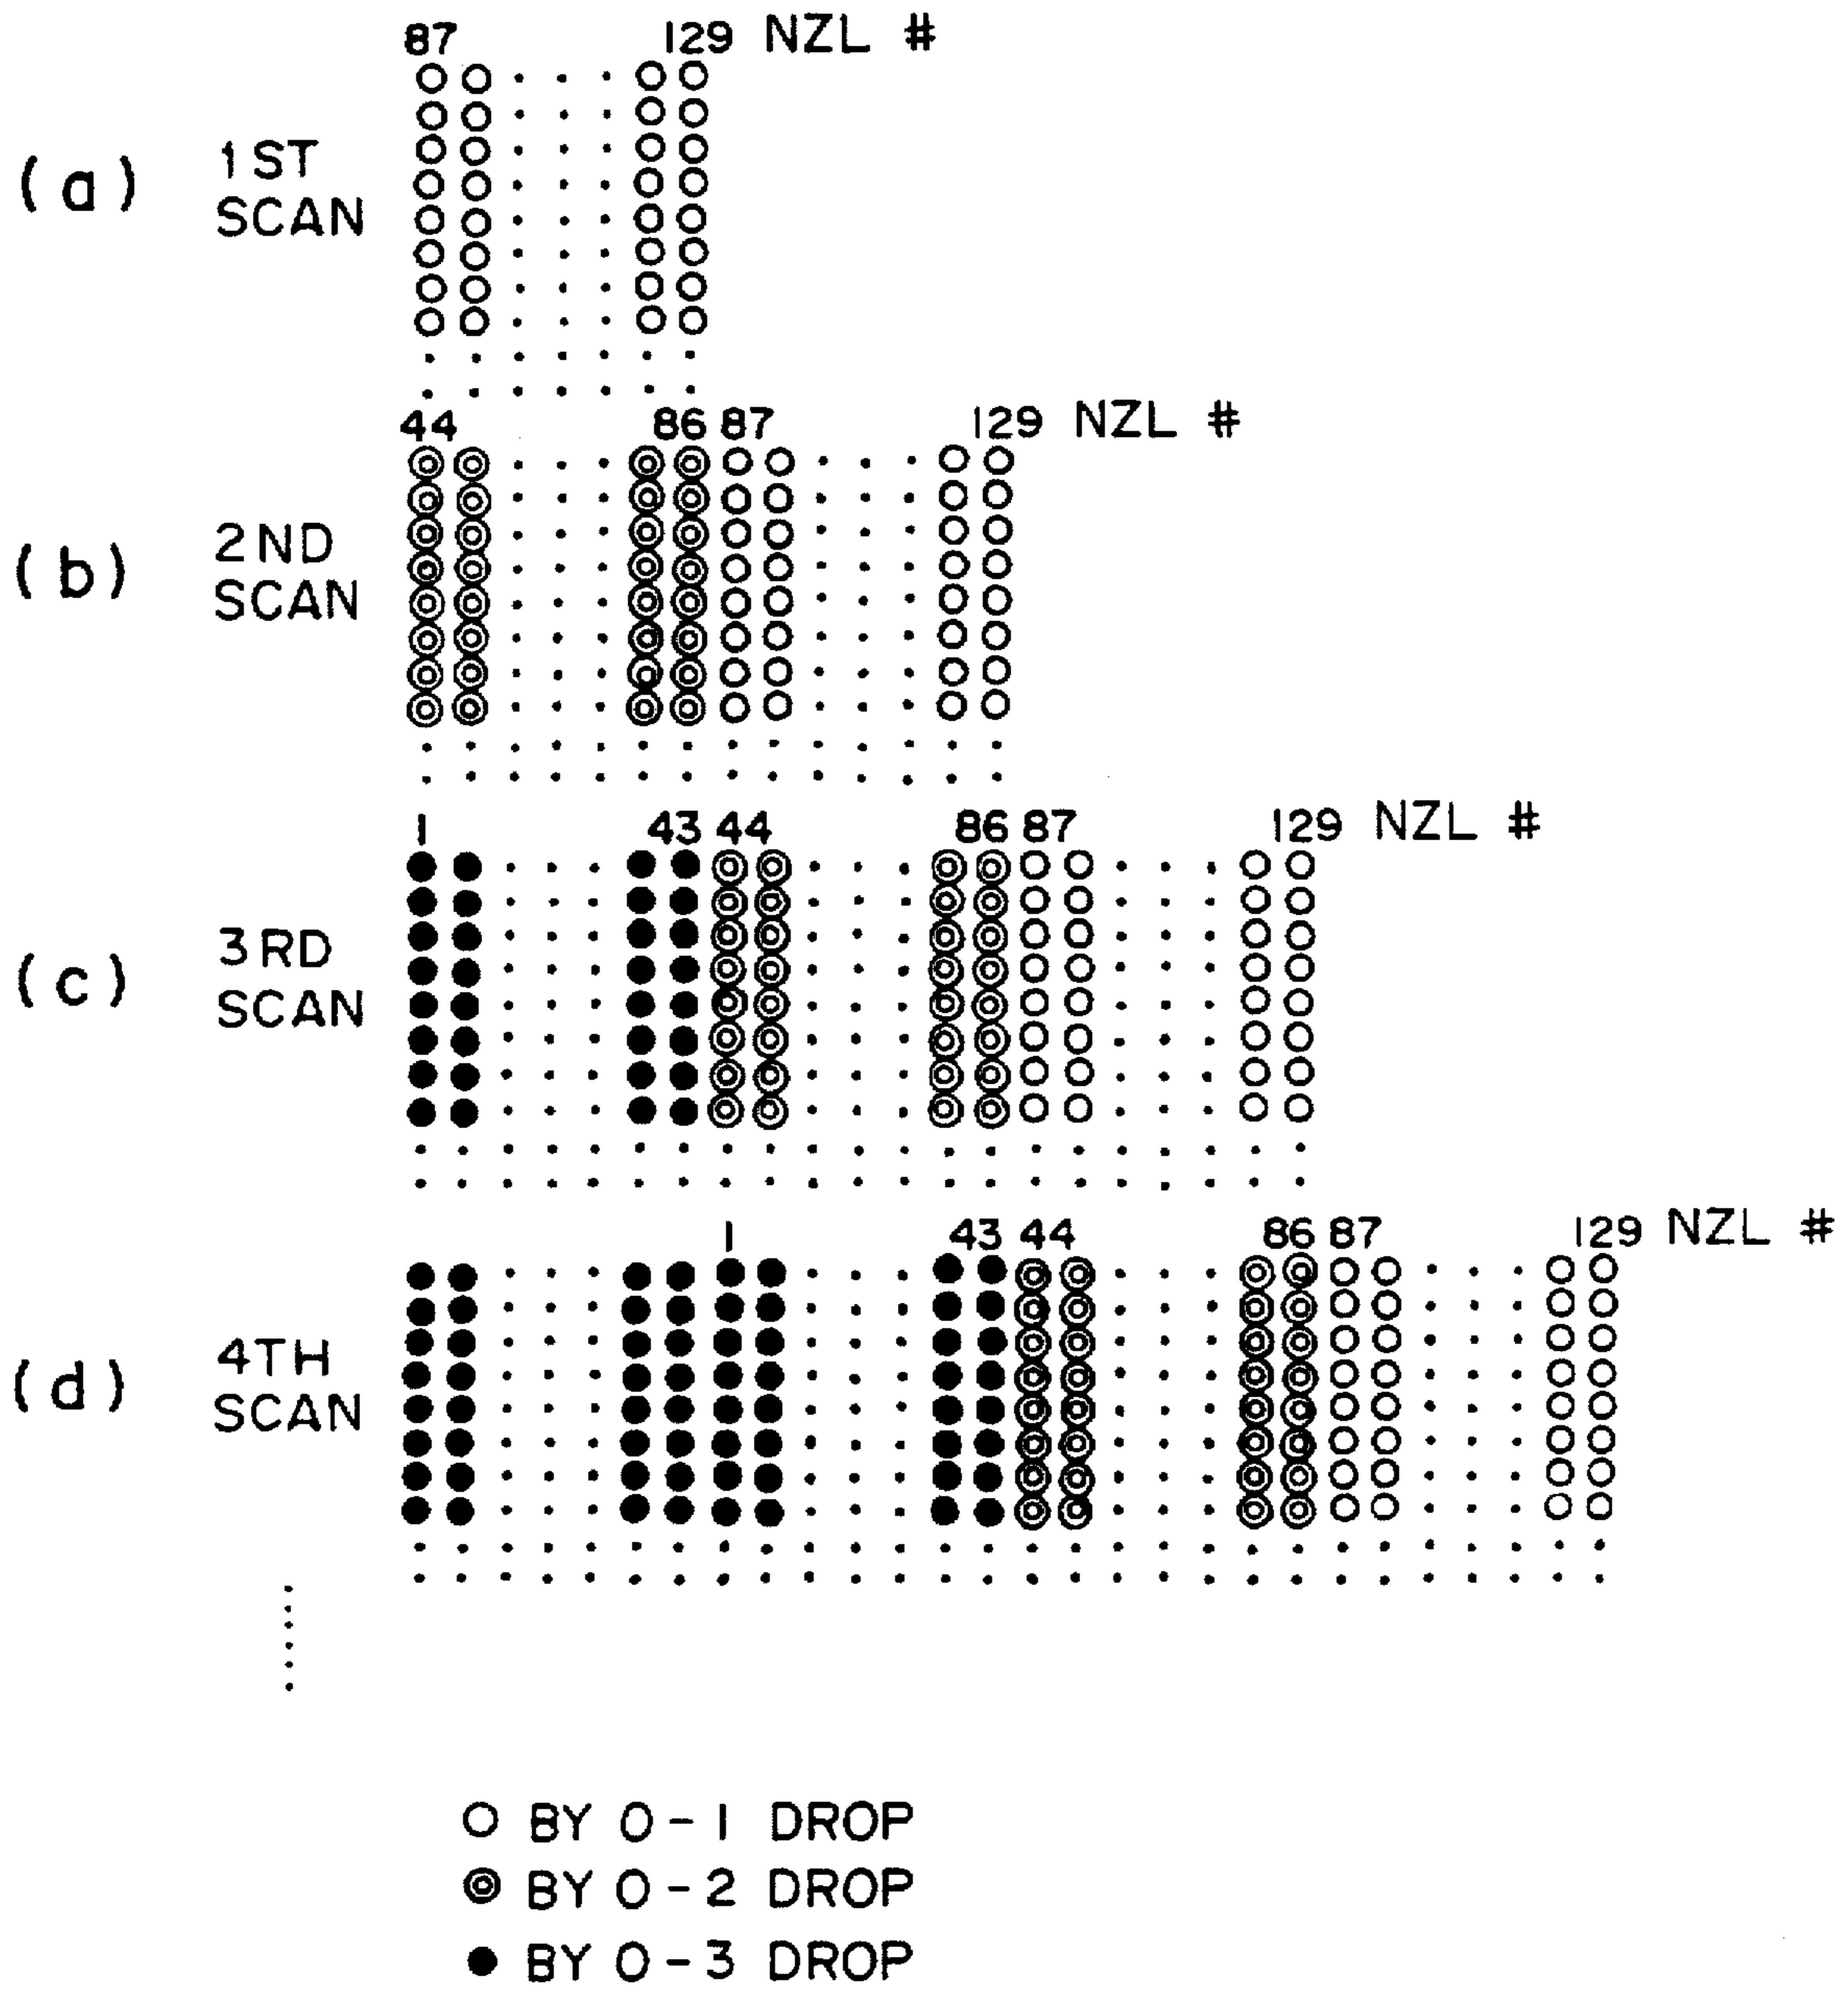 87 129 NZL #
(a) 1ST
SCAN
44 86 87 129 NZL #
(b) 2ND
SCAN
1 43 44 86 87 129 NZL #
(c) 3RD
SCAN
1 43 44 86 87 129 NZL #
(d) 4TH
SCAN
BY 0-1 DROP
BY 0-2 DROP
BY 0-3 DROP